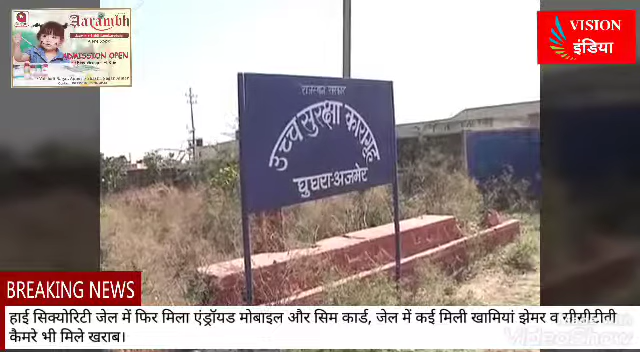 Aarambh
ADMISSION OPEN
VISION
इंडिया
राजस्थान सरकार
उच्च सुरक्षा कारागृह
घुघरा-अजमेर
BREAKING NEWS
हाई सिक्योरिटी जेल में फिर मिला एंड्रॉयड मोबाइल और सिम कार्ड, जेल में कई मिली खामियां झेमर व सीसीटीवी
कैमरे भी मिले खराब।
VideoShow